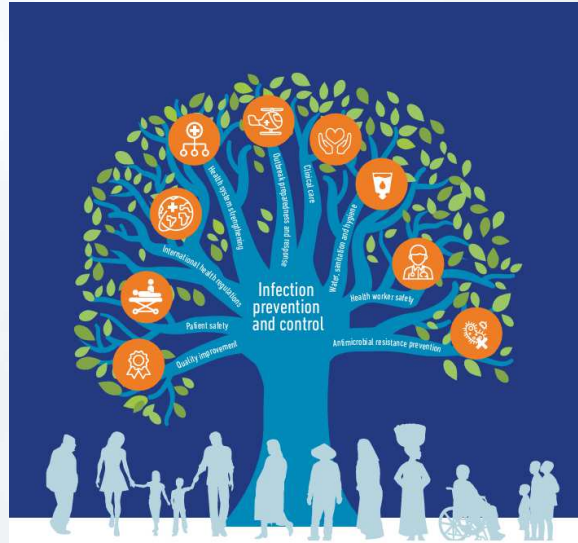 Health system strengthening
Outbreak preparedness and response
Clinical care
Water, sanitation and hygiene
International health regulations
Infection
prevention
and control
Health worker safety
Patient safety
Antimicrobial resistance prevention
Quality improvement